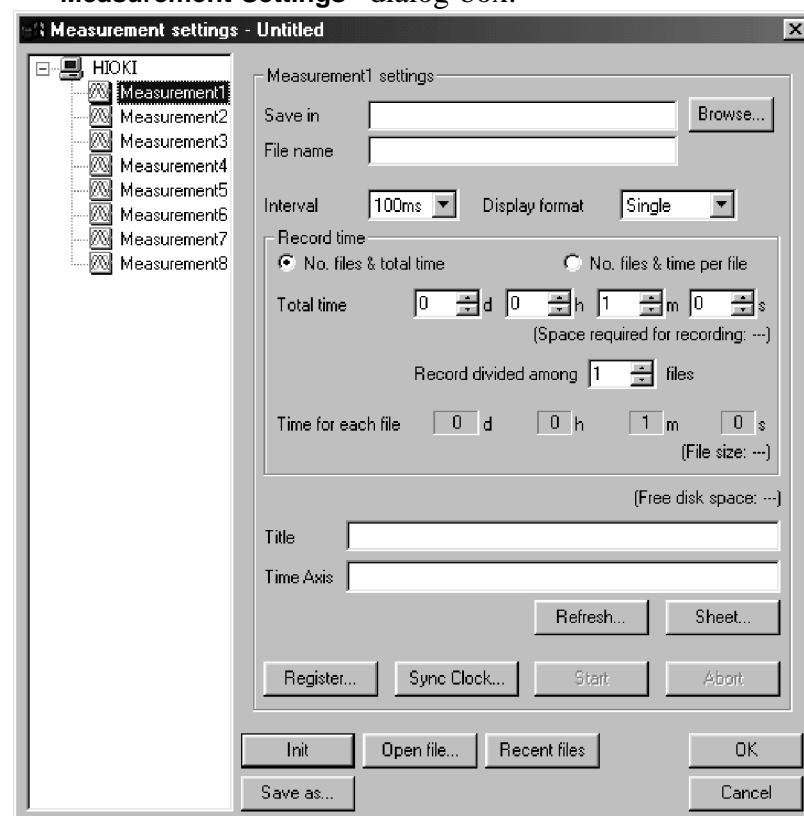 "Measurement Settings" dialog box.
Measurement settings - Untitled
HIOKI
Measurement1
Measurement2
Measurement3
Measurement4
Measurement5
Measurement6
Measurement7
Measurement8
Measurement1 settings
Save in Browse...
File name
Interval 100ms Display format Single
Record time
No. files & total time No. files & time per file
Total time 0 d 0 h 1 m 0 s
(Space required for recording: ---)
Record divided among 1 files
Time for each file 0 d 0 h 1 m 0 s
(File size: ---)
(Free disk space: ---)
Title
Time Axis
Refresh... Sheet...
Register... Sync Clock... Start Abort
Init Open file... Recent files OK
Save as... Cancel